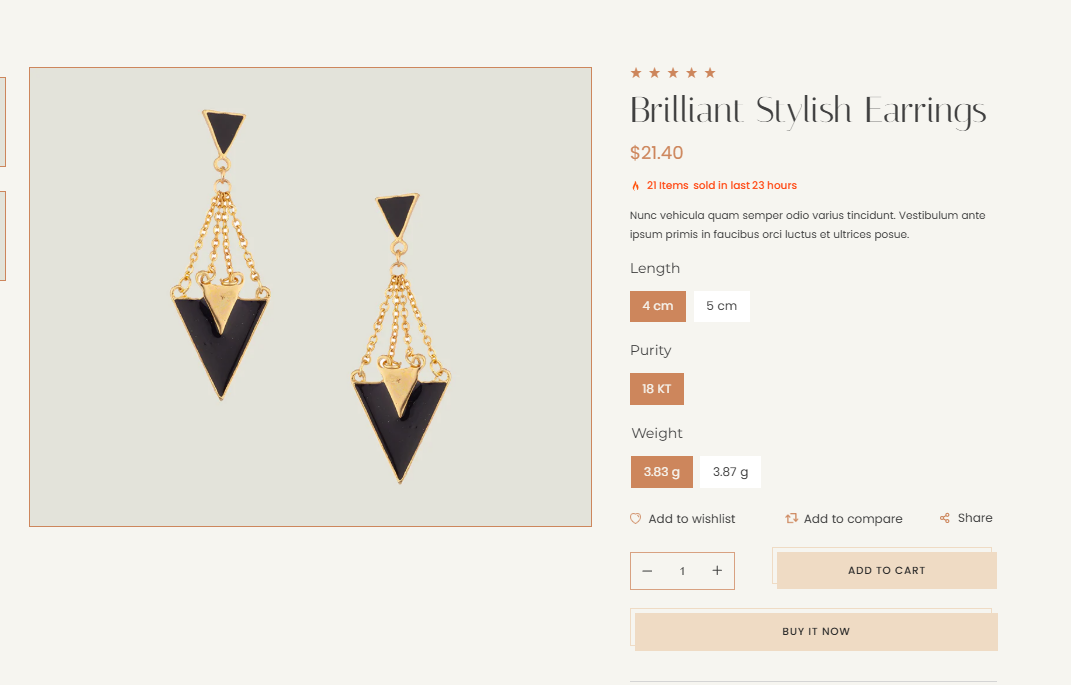 Brilliant Stylish Earrings
$21.40
21 Items sold in last 23 hours
Nunc vehicula quam semper odio varius tincidunt. Vestibulum ante
ipsum primis in faucibus orci luctus et ultrices posue.
Length
4 cm 5 cm
Purity
18 KT
Weight
3.83 g 3.87 g
Add to wishlist Add to compare Share
− 1 +
ADD TO CART
BUY IT NOW